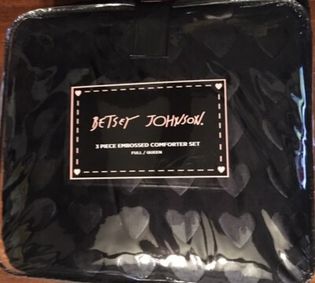 BETSEY JOHNSON.
3 PIECE EMBOSSED COMFORTER SET
FULL / QUEEN